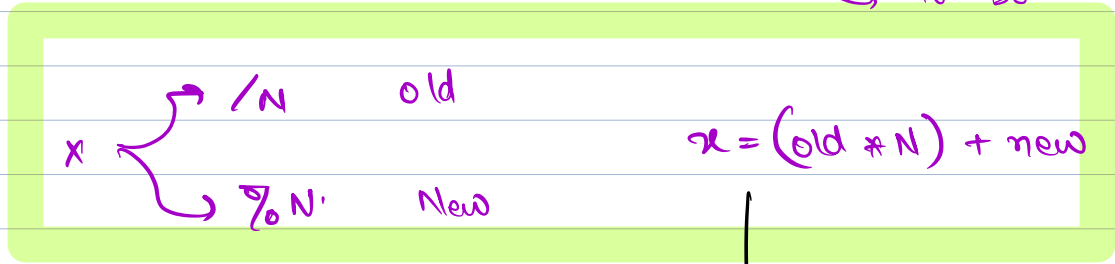 /N old
x x = (old * N) + new
% N. New